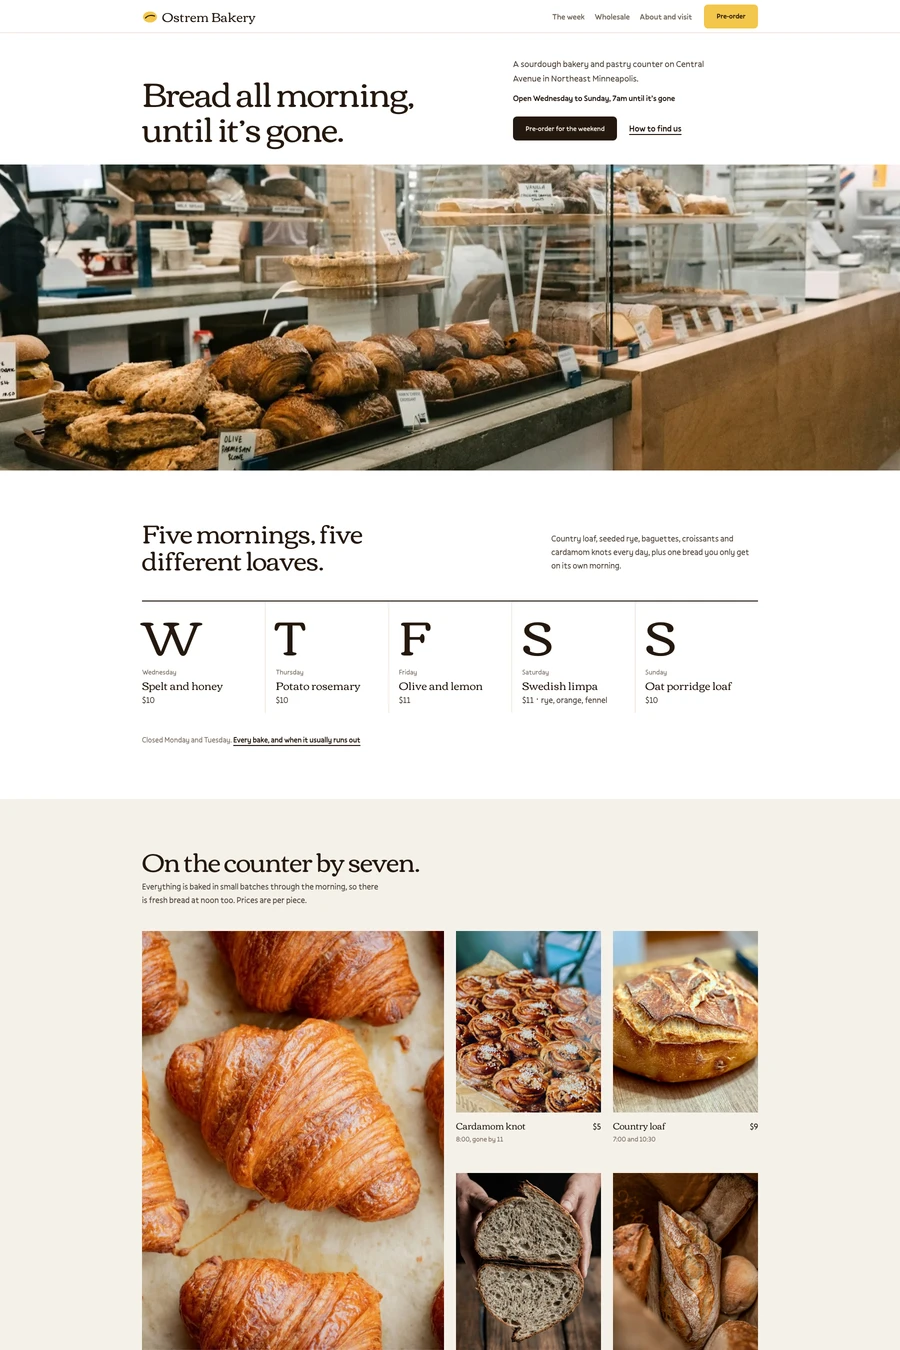 Ostrem Bakery
The week
Wholesale
About and visit
Pre-order
Bread all morning,
until it's gone.
A sourdough bakery and pastry counter on Central
Avenue in Northeast Minneapolis.
Open Wednesday to Sunday, 7am until it's gone
Pre-order for the weekend
How to find us
VANILLA
OLIVE
PARMESAN
SCONE
Five mornings, five
different loaves.
Country loaf, seeded rye, baguettes, croissants and
cardamom knots every day, plus one bread you only get
on its own morning.
W
Wednesday
Spelt and honey
$10
T
Thursday
Potato rosemary
$10
F
Friday
Olive and lemon
$11
S
Saturday
Swedish limpa
$11 · rye, orange, fennel
S
Sunday
Oat porridge loaf
$10
Closed Monday and Tuesday. Every bake, and when it usually runs out
On the counter by seven.
Everything is baked in small batches through the morning, so there
is fresh bread at noon too. Prices are per piece.
Cardamom knot $5
8:00, gone by 11
Country loaf $9
7:00 and 10:30